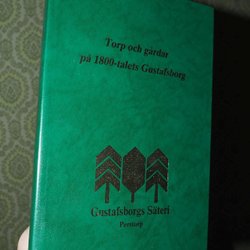 Torp och gårdar
på 1800-talets Gustafsborg
Gustafsborgs Säteri
Perstorp